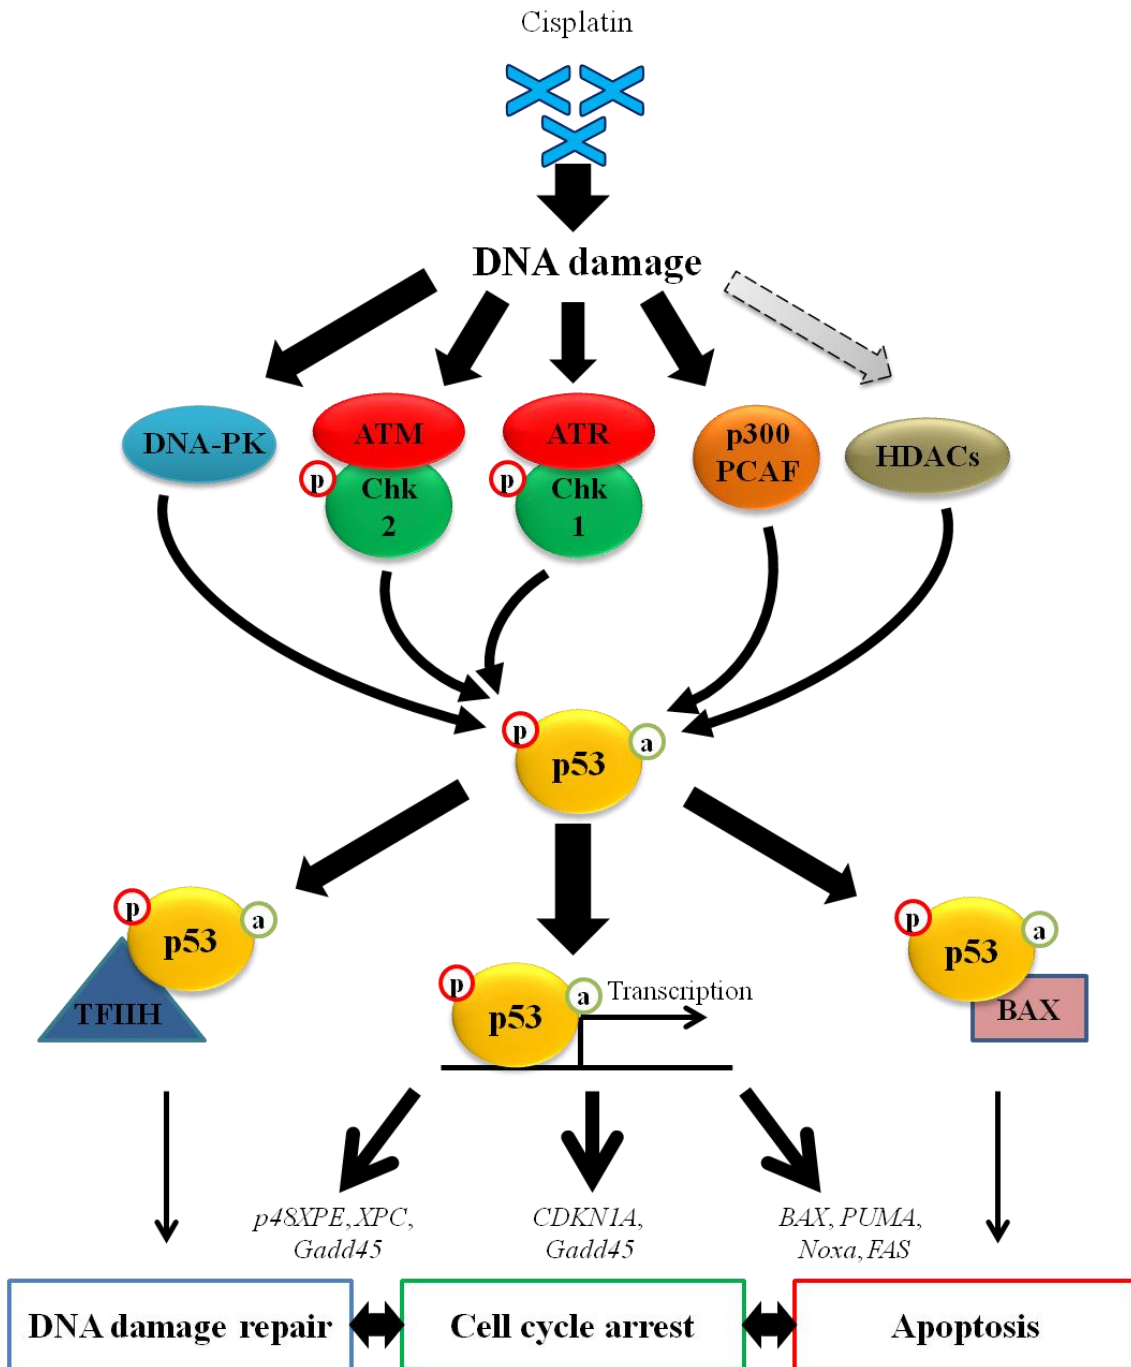 Cisplatin
DNA damage
DNA-PK
ATM
p
Chk
2
ATR
p
Chk
1
p300
PCAF
HDACs
p
p53
a
p
p53
a
TFIIH
p
p53
a
Transcription
p
p53
a
BAX
p48XPE, XPC,
Gadd45
CDKN1A,
Gadd45
BAX, PUMA,
Noxa, FAS
DNA damage repair
Cell cycle arrest
Apoptosis